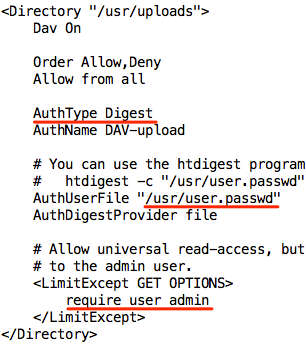 <Directory "/usr/uploads">
    Dav On

    Order Allow,Deny
    Allow from all

    AuthType Digest
    AuthName DAV-upload

    # You can use the htdigest program
    #   htdigest -c "/usr/user.passwd"
    AuthUserFile "/usr/user.passwd"
    AuthDigestProvider file

    # Allow universal read-access, but
    # to the admin user.
    <LimitExcept GET OPTIONS>
        require user admin
    </LimitExcept>
</Directory>